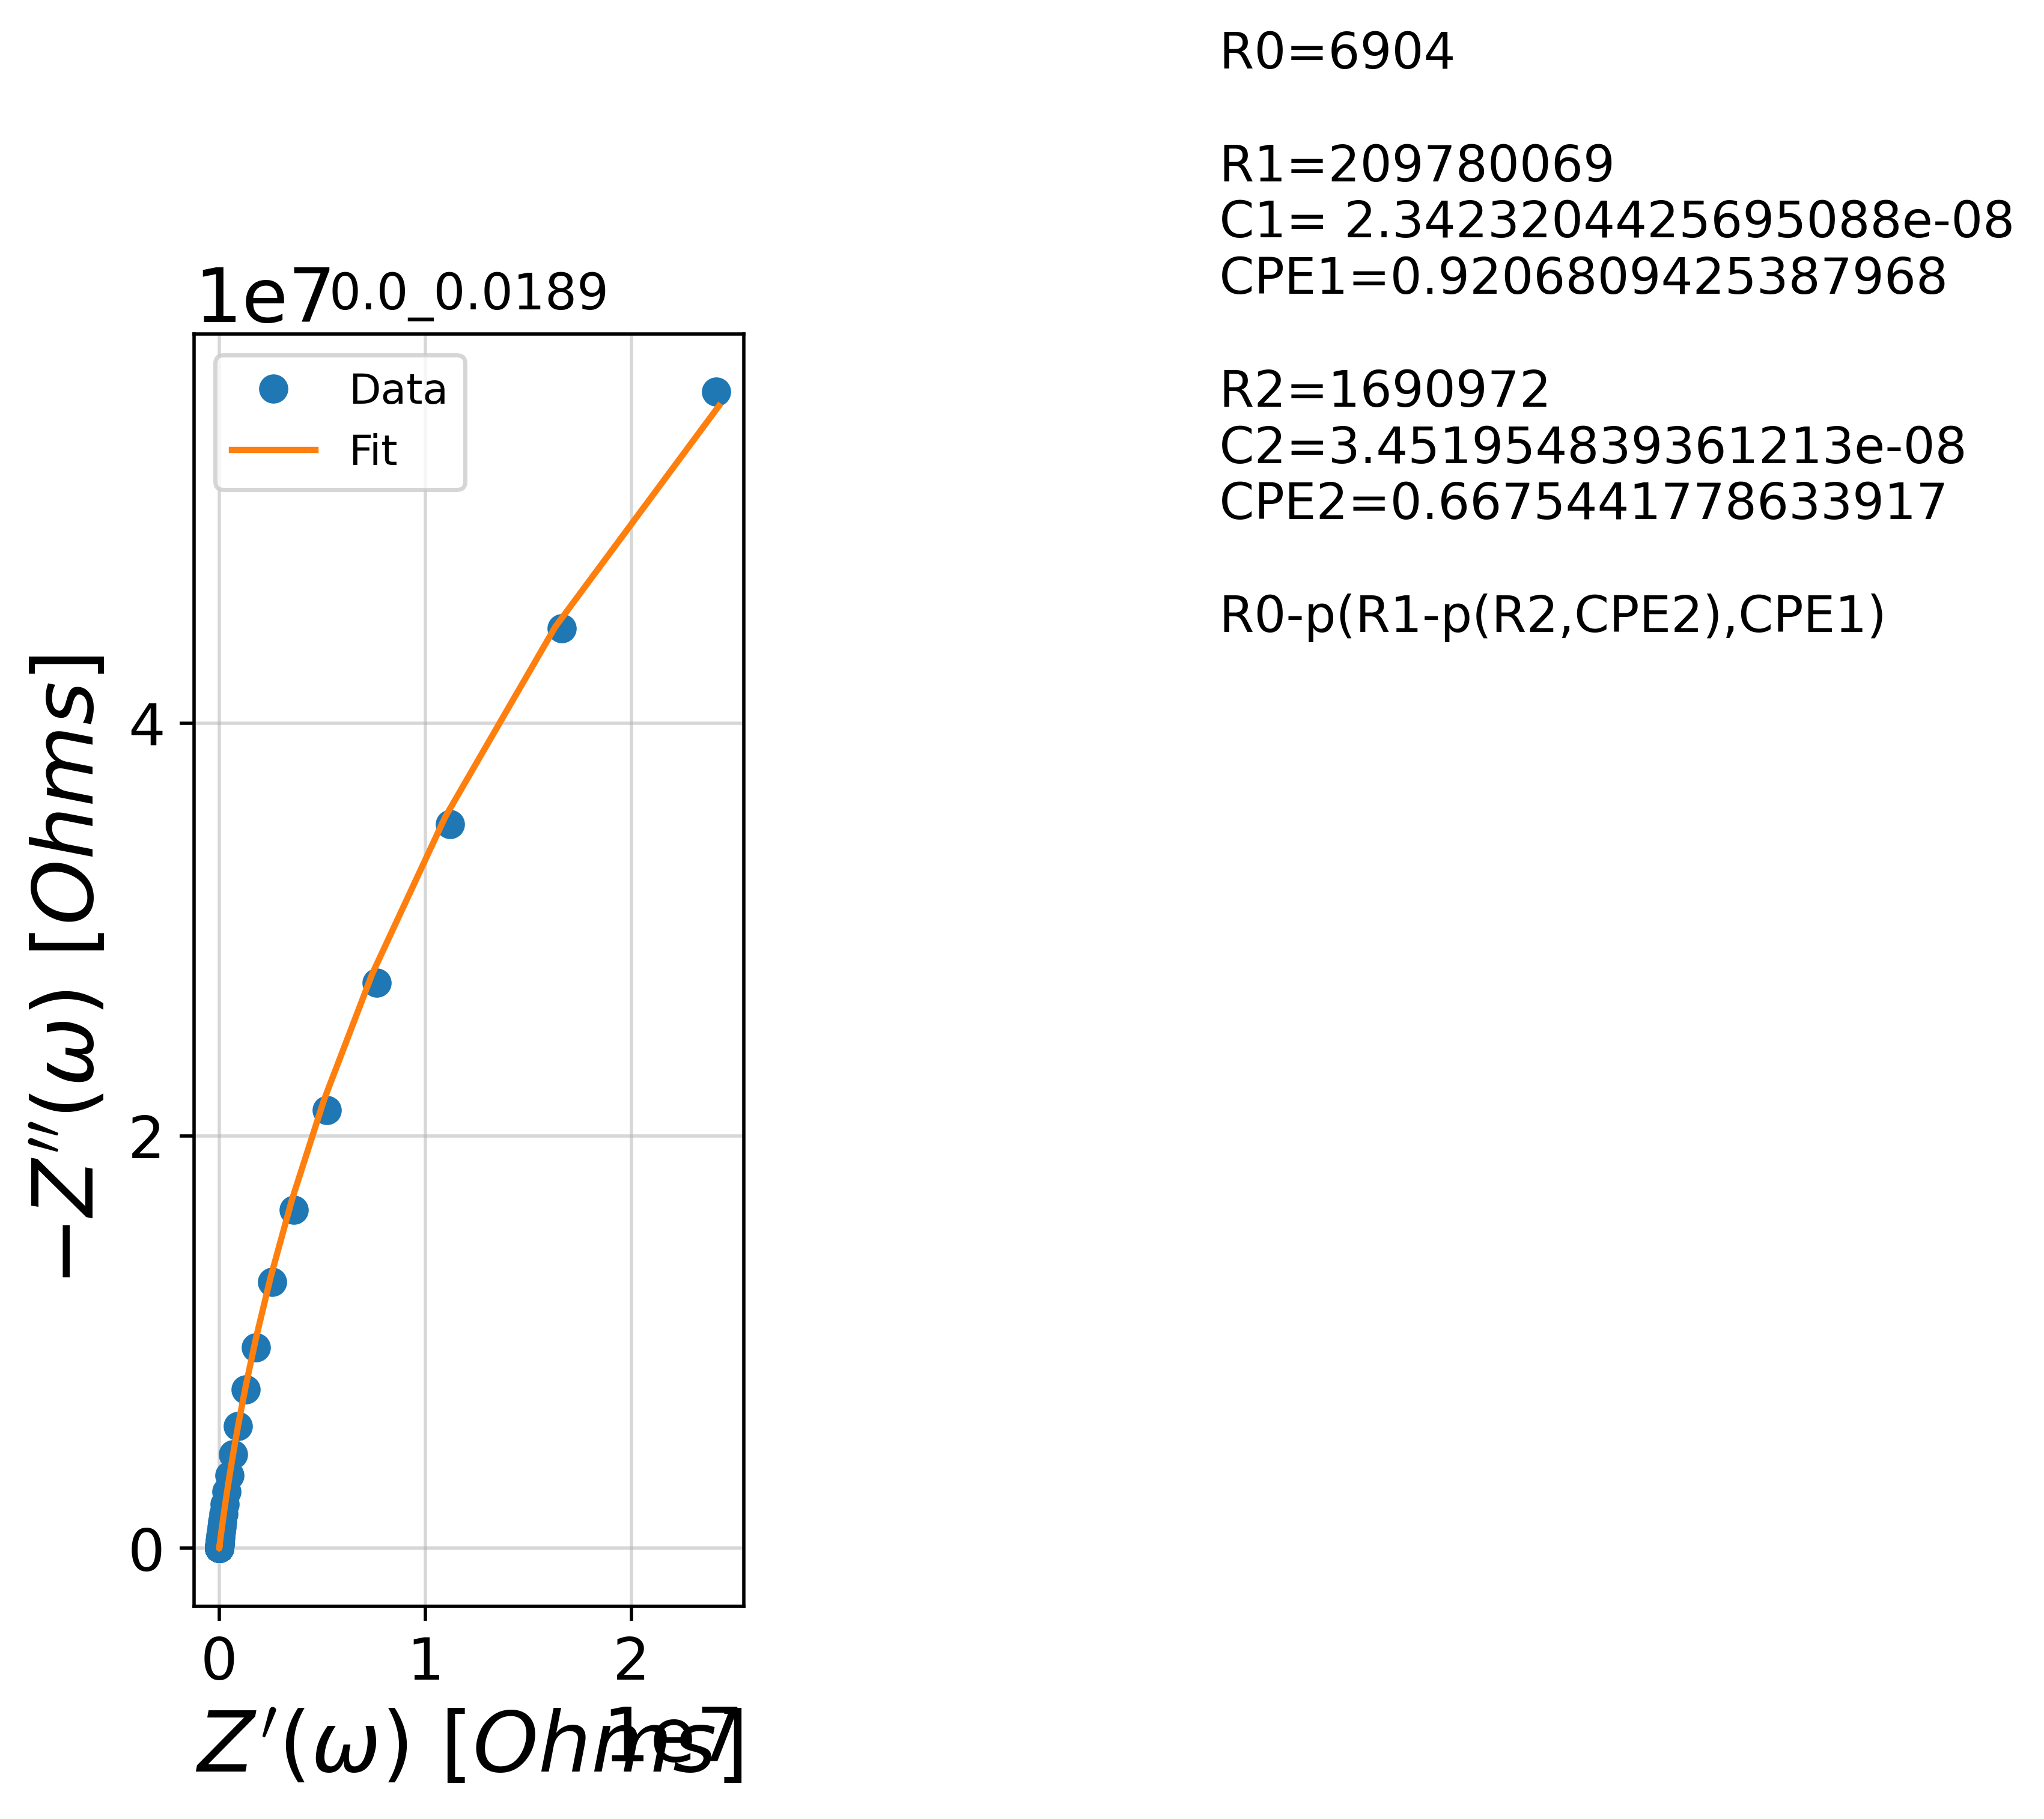 R0=6904
R1=209780069
C1= 2.3423204425695088e-08
CPE1=0.9206809425387968
R2=1690972
C2=3.451954839361213e-08
CPE2=0.6675441778633917
R0-p(R1-p(R2,CPE2),CPE1)
1e7
0.0_0.0189
Data
Fit
−Z′′(ω) [Ohms]
4
2
0
0 1 2
Z′(ω) [Ohms]
1e7